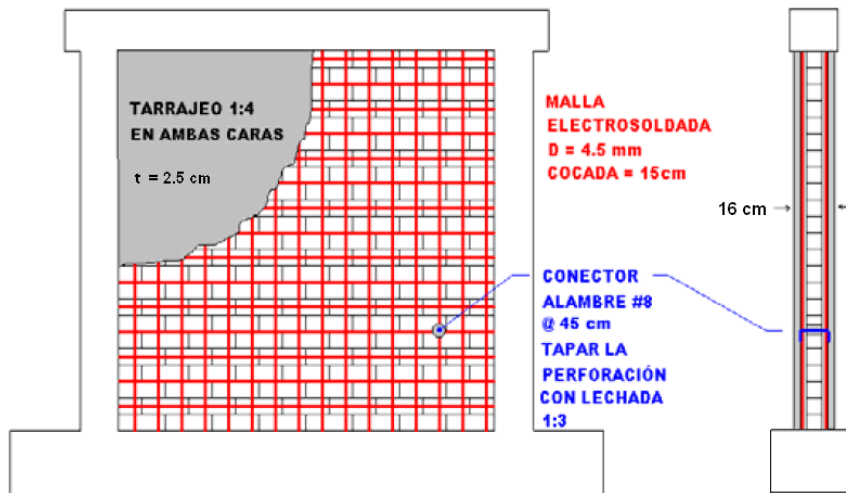 TARRAJEO 1:4
EN AMBAS CARAS
t = 2.5 cm
MALLA
ELECTROSOLDADA
D = 4.5 mm
COCADA = 15cm
16 cm
CONECTOR
ALAMBRE #8
@ 45 cm
TAPAR LA
PERFORACIÓN
CON LECHADA
1:3